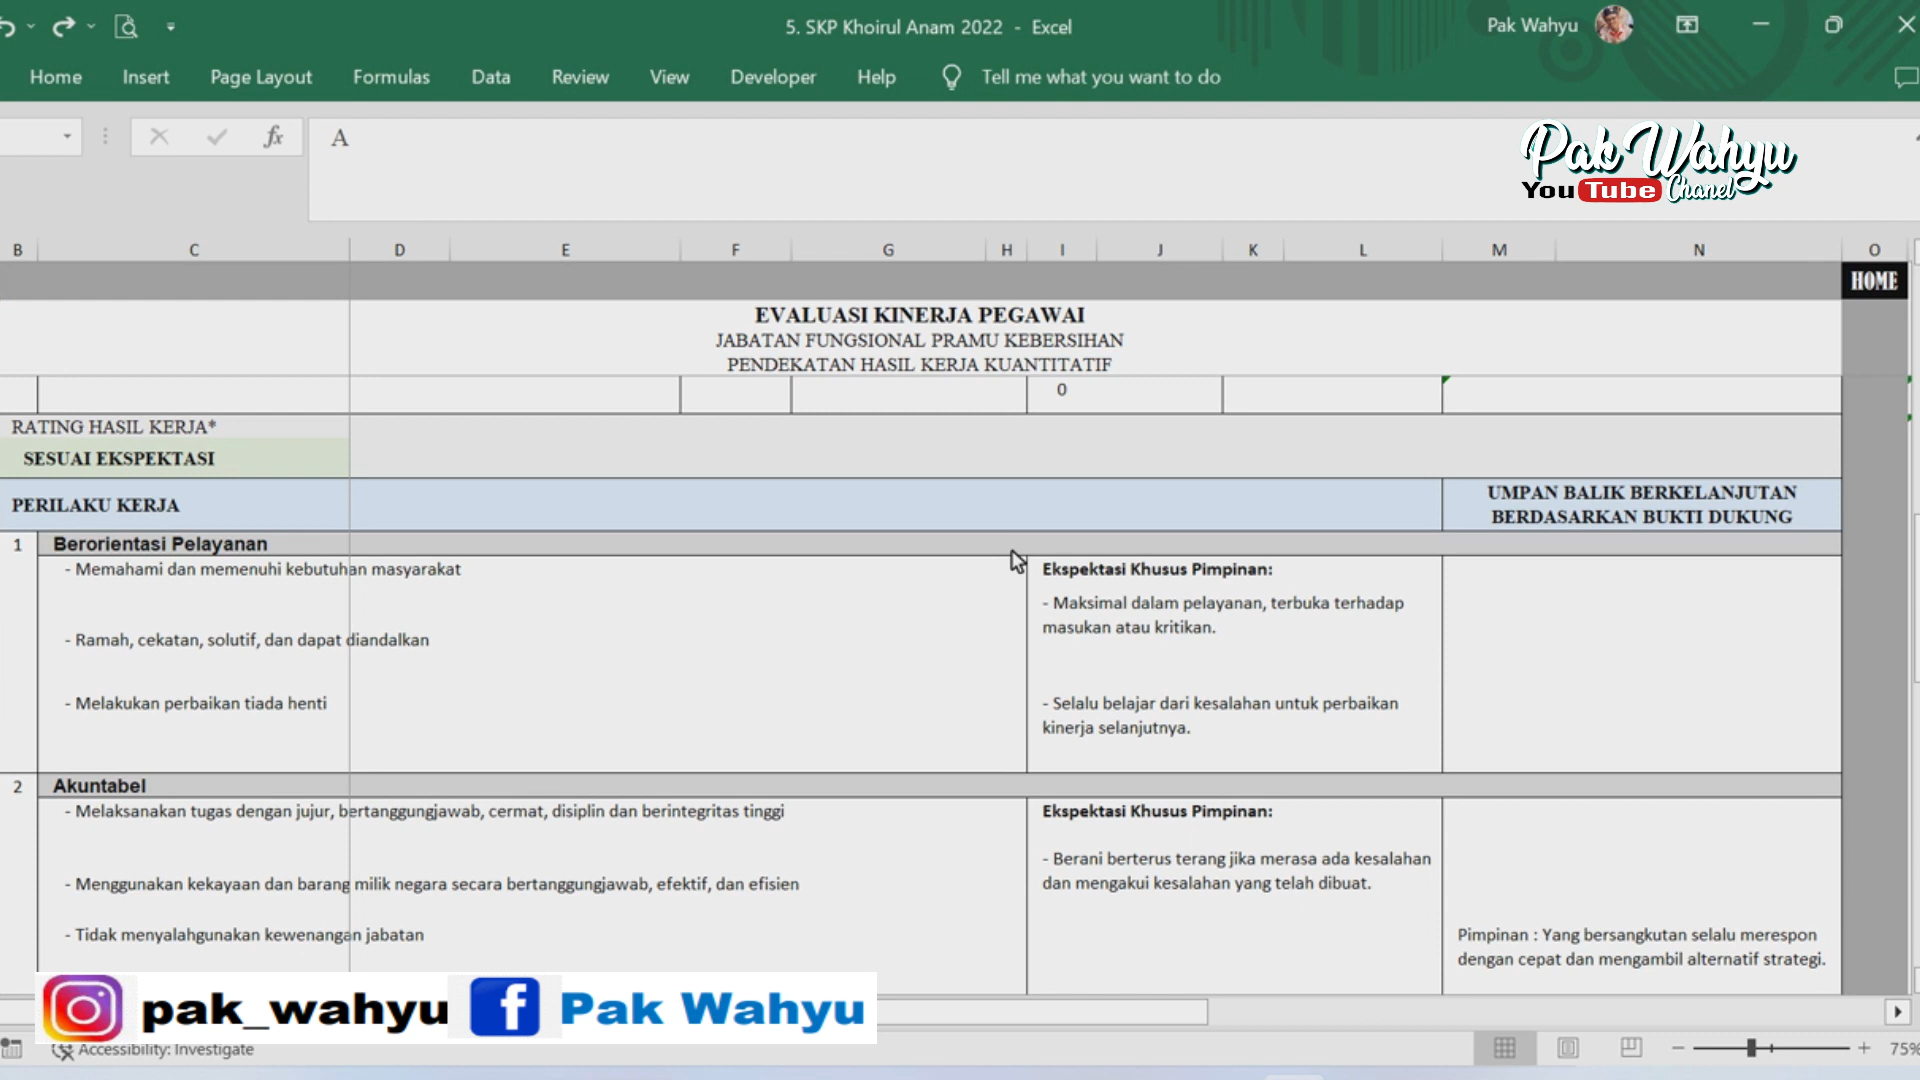 5. SKP Khoirul Anam 2022 - Excel
Pak Wahyu
Home Insert Page Layout Formulas Data Review View Developer Help Tell me what you want to do
fx A
Pak Wahyu
YouTube Chanel
B C D E F G H I J K L M N O
HOME
EVALUASI KINERJA PEGAWAI
JABATAN FUNGSIONAL PRAMU KEBERSIHAN
PENDEKATAN HASIL KERJA KUANTITATIF
0
RATING HASIL KERJA*
SESUAI EKSPEKTASI
PERILAKU KERJA
UMPAN BALIK BERKELANJUTAN
BERDASARKAN BUKTI DUKUNG
1 Berorientasi Pelayanan
- Memahami dan memenuhi kebutuhan masyarakat
- Ramah, cekatan, solutif, dan dapat diandalkan
- Melakukan perbaikan tiada henti
Ekspektasi Khusus Pimpinan:
- Maksimal dalam pelayanan, terbuka terhadap
masukan atau kritikan.
- Selalu belajar dari kesalahan untuk perbaikan
kinerja selanjutnya.
2 Akuntabel
- Melaksanakan tugas dengan jujur, bertanggungjawab, cermat, disiplin dan berintegritas tinggi
- Menggunakan kekayaan dan barang milik negara secara bertanggungjawab, efektif, dan efisien
- Tidak menyalahgunakan kewenangan jabatan
Ekspektasi Khusus Pimpinan:
- Berani berterus terang jika merasa ada kesalahan
dan mengakui kesalahan yang telah dibuat.
Pimpinan : Yang bersangkutan selalu merespon
dengan cepat dan mengambil alternatif strategi.
pak_wahyu Pak Wahyu
Accessibility: Investigate
75%